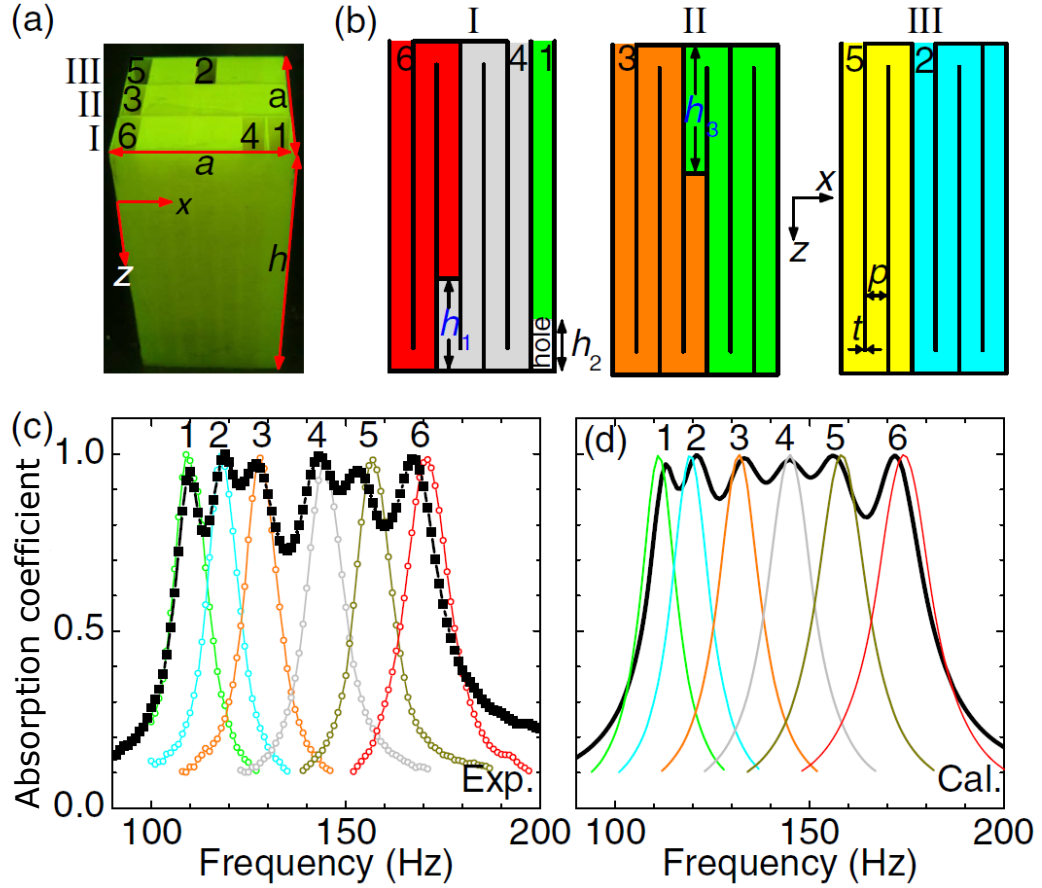 (a)
III 5 2
II 3 a
I 6 4 1
a
x
z
h
(b) I II III
6 4 1 3 5 2
h1
hole
h2
h3
x
z
p
t
(c) 1 2 3 4 5 6
Absorption coefficient
1.0
0.5
0.0
Exp.
100 150 200
Frequency (Hz)
(d) 1 2 3 4 5 6
Cal.
100 150 200
Frequency (Hz)